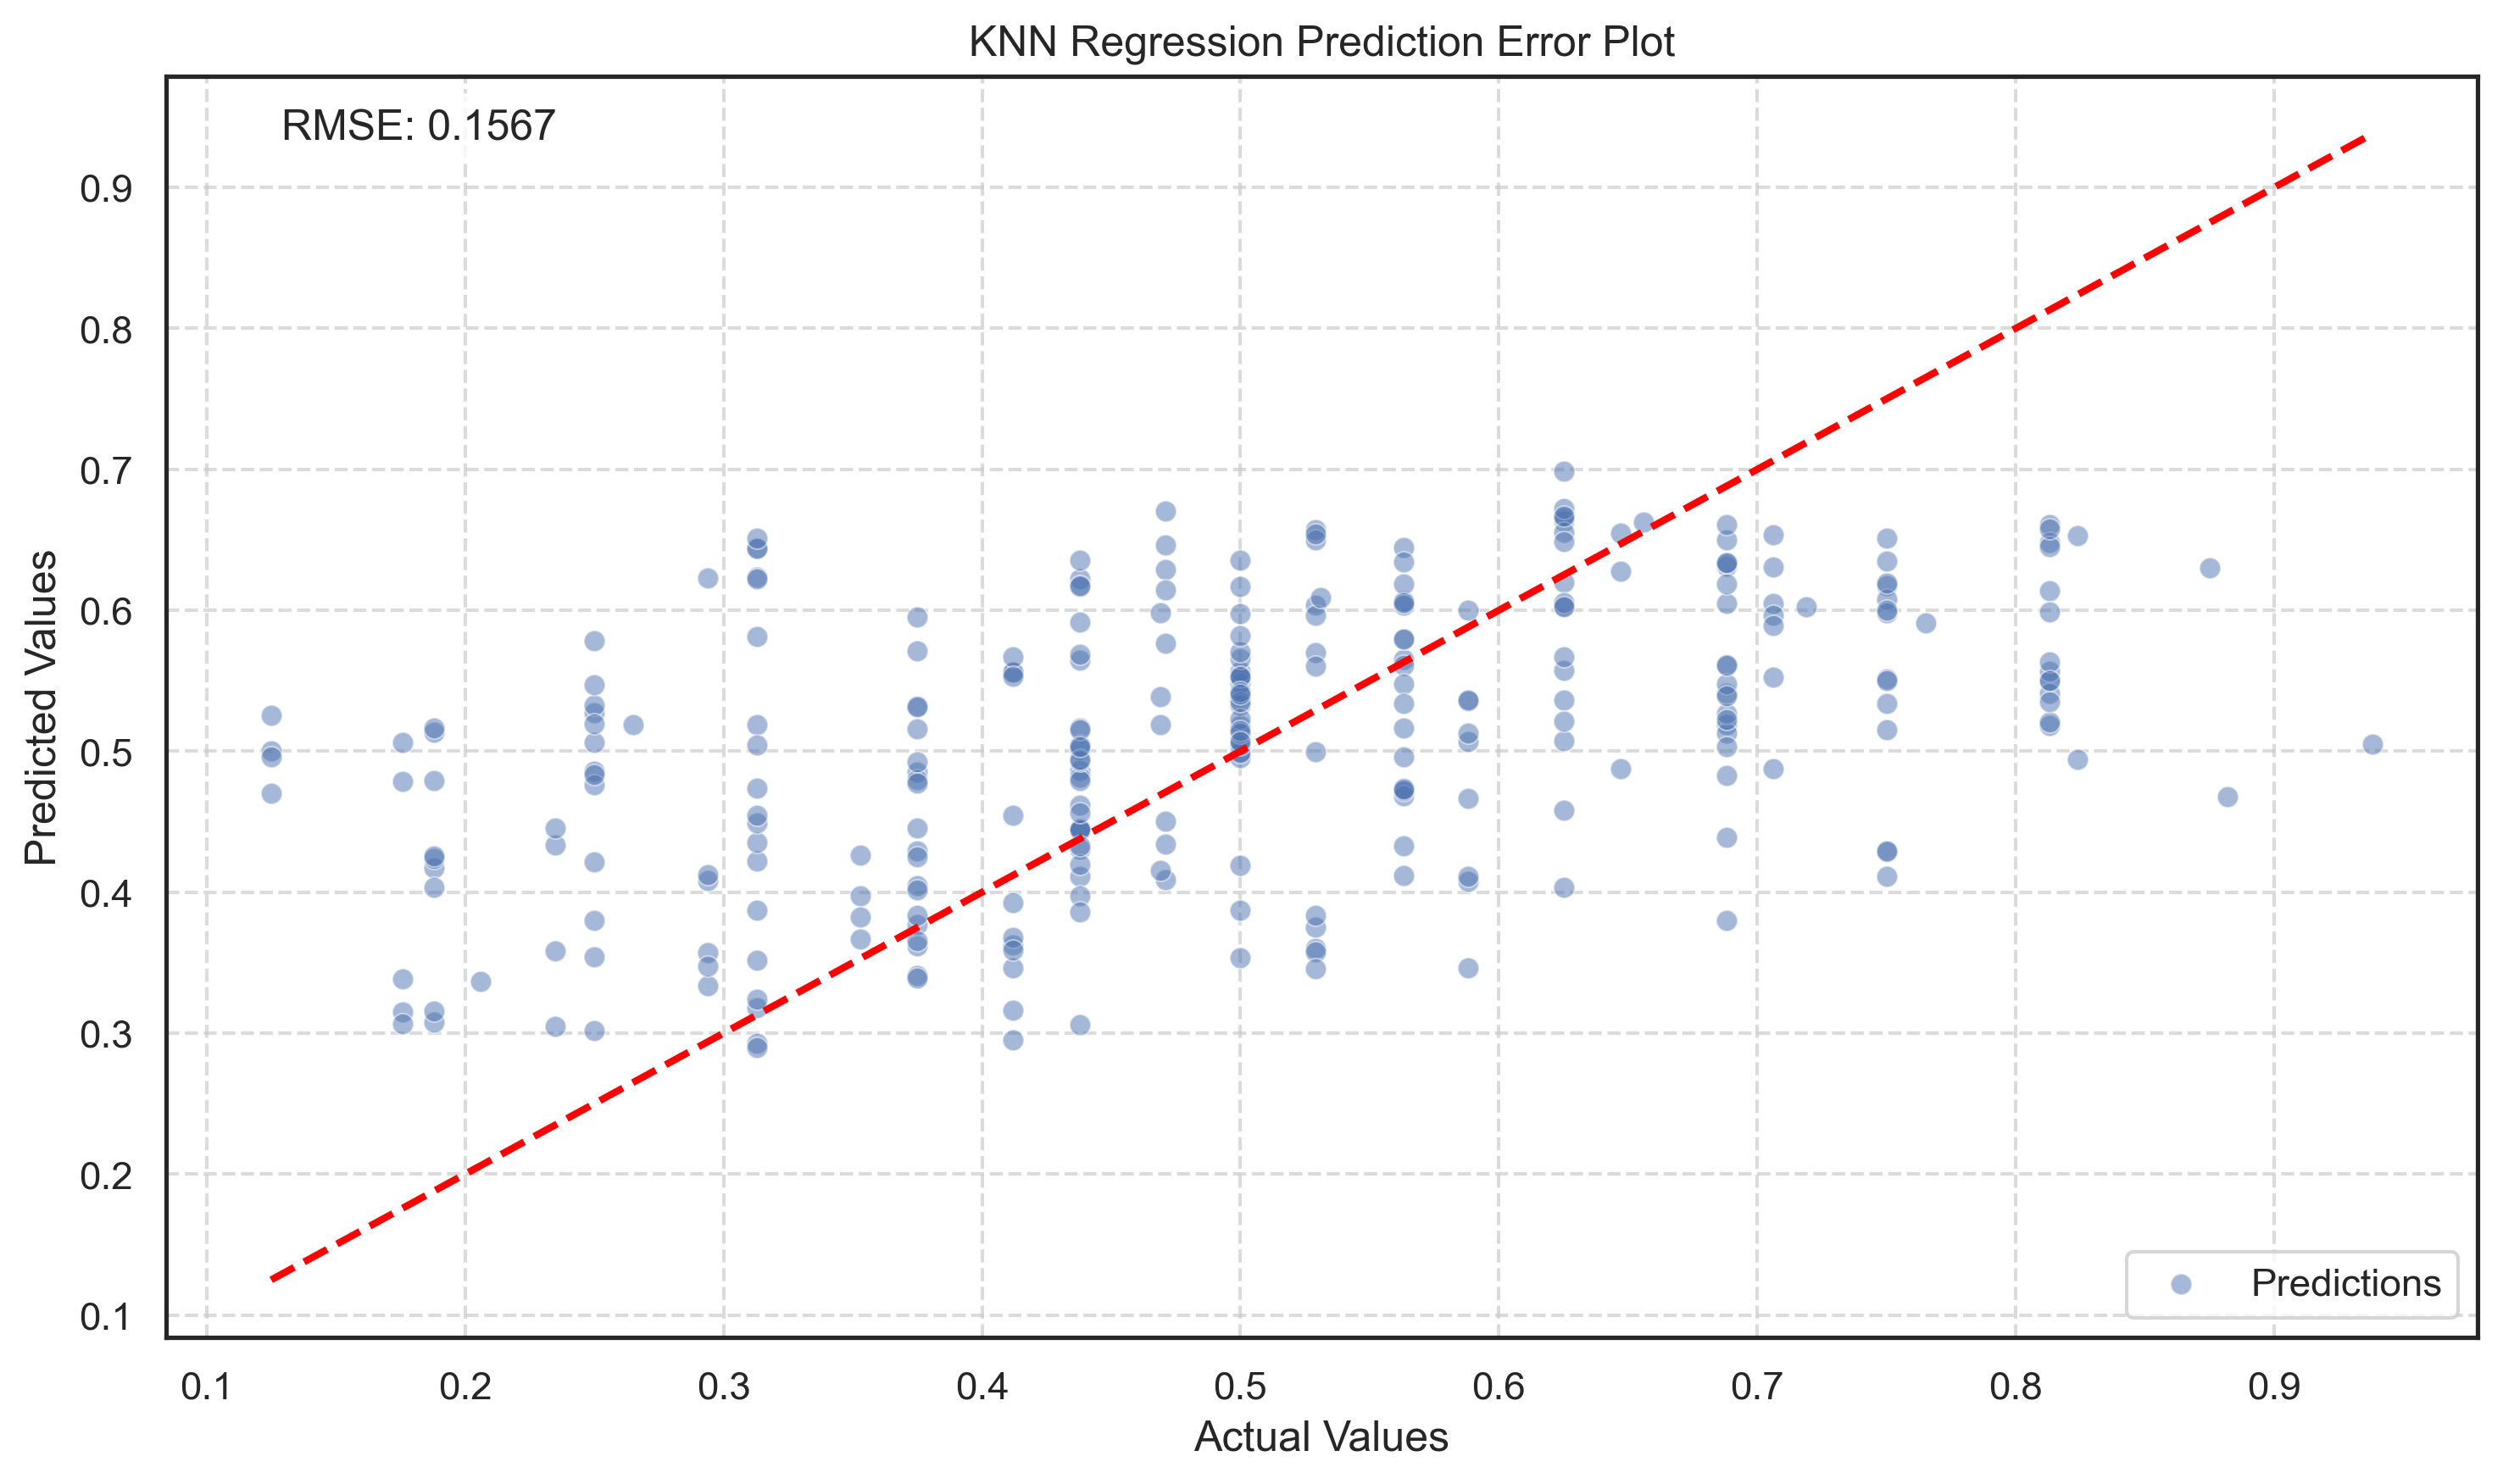 KNN Regression Prediction Error Plot
RMSE: 0.1567
Predicted Values
0.9
0.8
0.7
0.6
0.5
0.4
0.3
0.2
0.1
Predictions
0.1 0.2 0.3 0.4 0.5 0.6 0.7 0.8 0.9
Actual Values